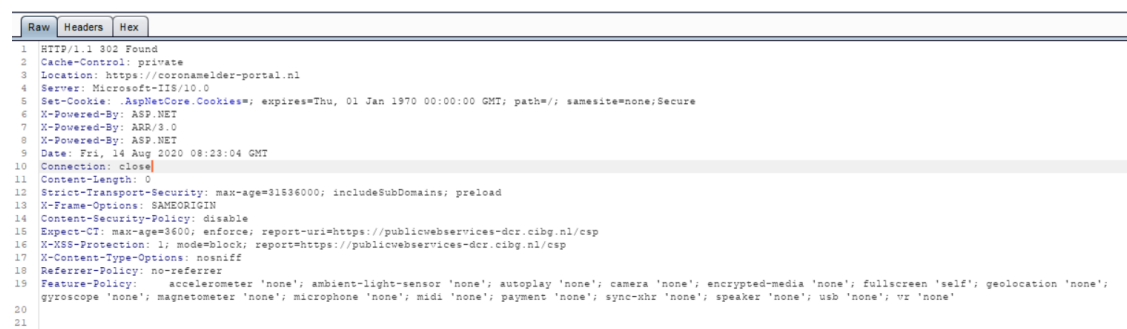 Raw Headers Hex
1 HTTP/1.1 302 Found
2 Cache-Control: private
3 Location: https://coronamelder-portal.nl
4 Server: Microsoft-IIS/10.0
5 Set-Cookie: .AspNetCore.Cookies=; expires=Thu, 01 Jan 1970 00:00:00 GMT; path=/; samesite=none;Secure
6 X-Powered-By: ASP.NET
7 X-Powered-By: ARR/3.0
8 X-Powered-By: ASP.NET
9 Date: Fri, 14 Aug 2020 08:23:04 GMT
10 Connection: close
11 Content-Length: 0
12 Strict-Transport-Security: max-age=31536000; includeSubDomains; preload
13 X-Frame-Options: SAMEORIGIN
14 Content-Security-Policy: disable
15 Expect-CT: max-age=3600; enforce; report-uri=https://publicwebservices-dcr.cibg.nl/csp
16 X-XSS-Protection: 1; mode=block; report=https://publicwebservices-dcr.cibg.nl/csp
17 X-Content-Type-Options: nosniff
18 Referrer-Policy: no-referrer
19 Feature-Policy: accelerometer 'none'; ambient-light-sensor 'none'; autoplay 'none'; camera 'none'; encrypted-media 'none'; fullscreen 'self'; geolocation 'none';
gyroscope 'none'; magnetometer 'none'; microphone 'none'; midi 'none'; payment 'none'; sync-xhr 'none'; speaker 'none'; usb 'none'; vr 'none'
20
21